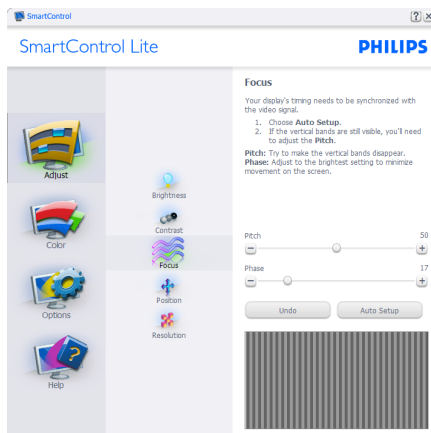 SmartControl
SmartControl Lite
PHILIPS
Adjust
Color
Options
Help
Brightness
Contrast
Focus
Position
Resolution
Focus
Your display's timing needs to be synchronized with
the video signal.
1. Choose Auto Setup.
2. If the vertical bands are still visible, you'll need
to adjust the Pitch.
Pitch: Try to make the vertical bands disappear.
Phase: Adjust to the brightest setting to minimize
movement on the screen.
Pitch 50
Phase 17
Undo Auto Setup